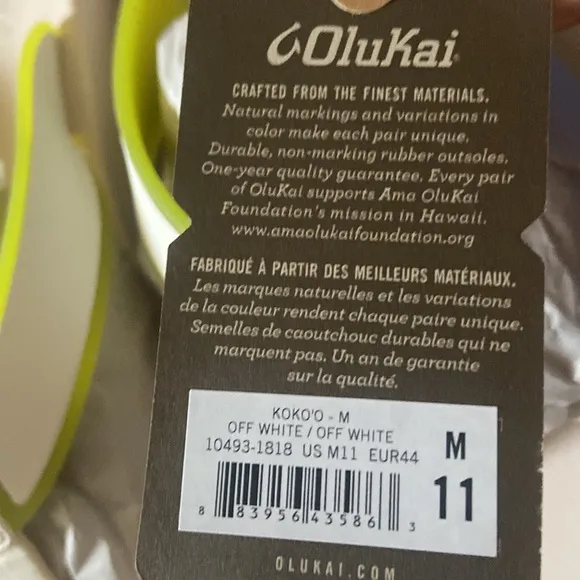 OluKai
CRAFTED FROM THE FINEST MATERIALS.
Natural markings and variations in
color make each pair unique.
Durable, non-marking rubber outsoles.
One-year quality guarantee. Every pair
of OluKai supports Ama OluKai
Foundation's mission in Hawaii.
www.amaolukaifoundation.org
FABRIQUÉ À PARTIR DES MEILLEURS MATÉRIAUX.
Les marques naturelles et les variations
de la couleur rendent chaque paire unique.
Semelles de caoutchouc durables qui ne
marquent pas. Un an de garantie
sur la qualité.
KOKO'O - M
OFF WHITE / OFF WHITE
10493-1818 US M11 EUR44
M
11
8 83956 43586 3
OLUKAI.COM